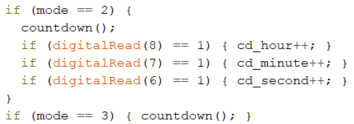 if (mode == 2) {
  countdown();
  if (digitalRead(8) == 1) { cd_hour++; }
  if (digitalRead(7) == 1) { cd_minute++; }
  if (digitalRead(6) == 1) { cd_second++; }
}
if (mode == 3) { countdown(); }